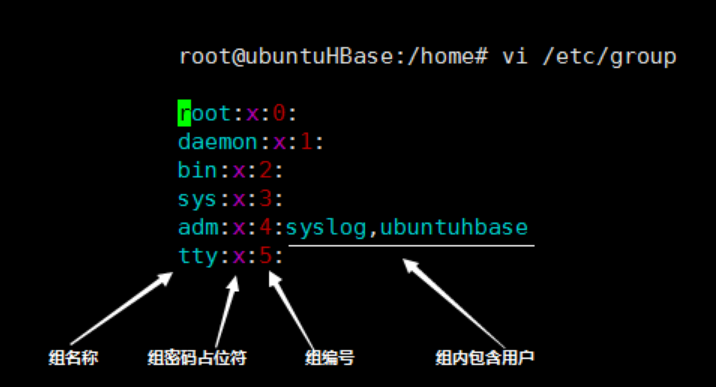 root@ubuntuHBase:/home# vi /etc/group
root:x:0:
daemon:x:1:
bin:x:2:
sys:x:3:
adm:x:4:syslog,ubuntuhbase
tty:x:5:
组名称 组密码占位符 组编号 组内包含用户